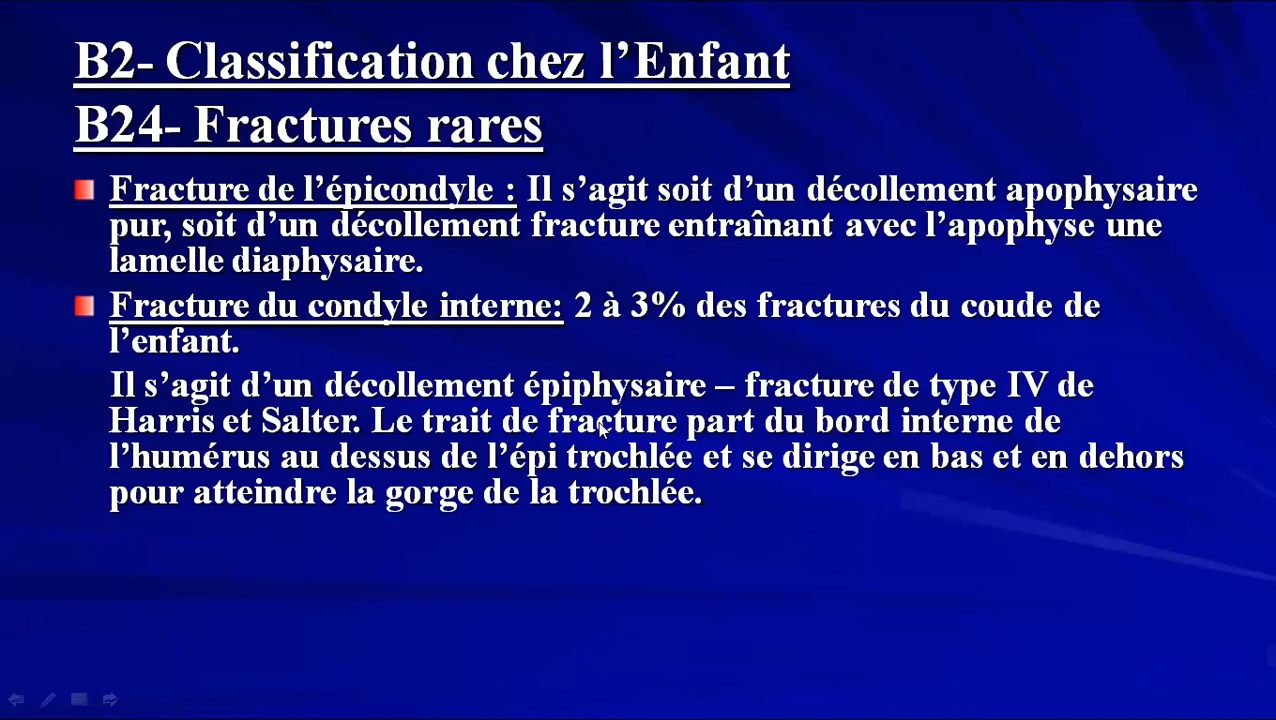 B2- Classification chez l’Enfant
B24- Fractures rares
Fracture de l’épicondyle : Il s’agit soit d’un décollement apophysaire
pur, soit d’un décollement fracture entraînant avec l’apophyse une
lamelle diaphysaire.
Fracture du condyle interne: 2 à 3% des fractures du coude de
l’enfant.
Il s’agit d’un décollement épiphysaire – fracture de type IV de
Harris et Salter. Le trait de fracture part du bord interne de
l’humérus au dessus de l’épi trochlée et se dirige en bas et en dehors
pour atteindre la gorge de la trochlée.